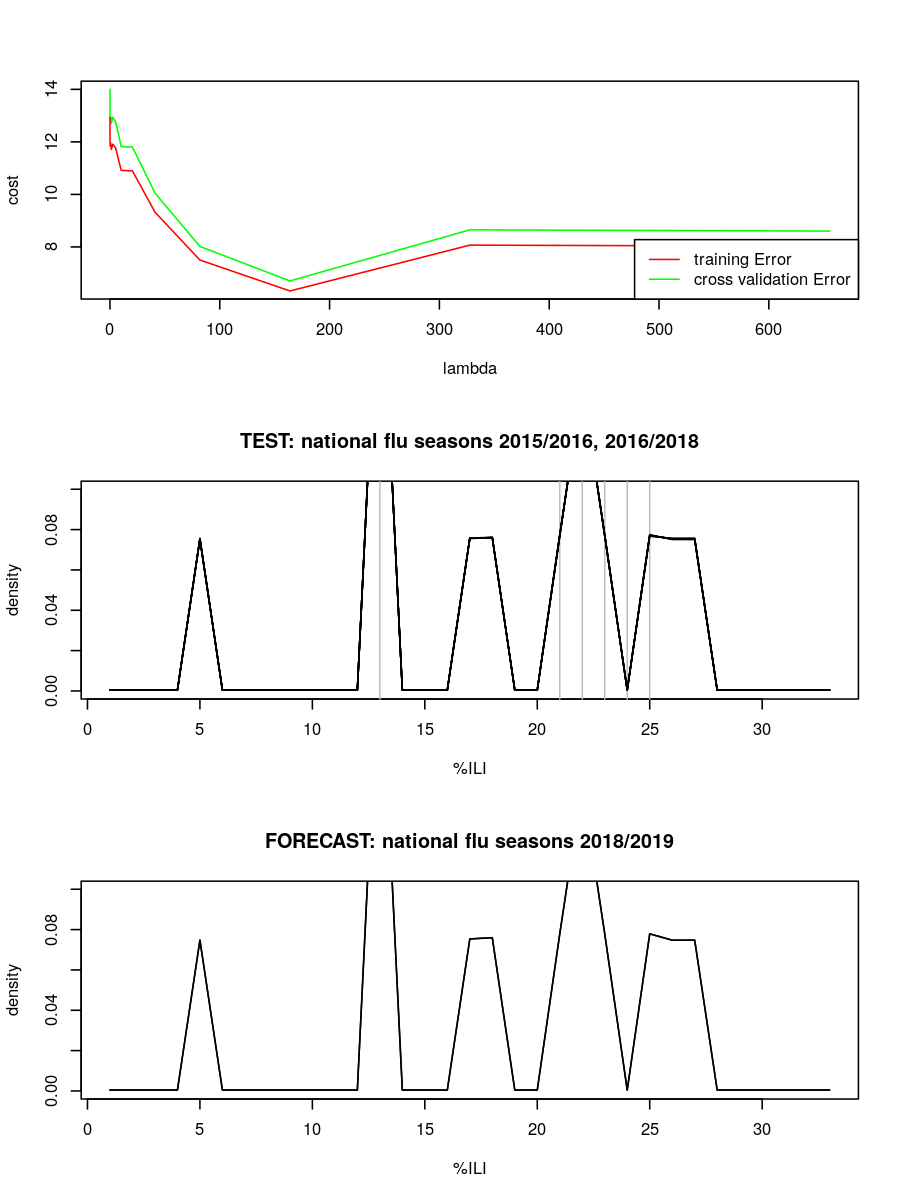 14
12
10
8
cost
training Error
cross validation Error
0 100 200 300 400 500 600
lambda
TEST: national flu seasons 2015/2016, 2016/2018
0.08
0.04
0.00
density
0 5 10 15 20 25 30
%ILI
FORECAST: national flu seasons 2018/2019
0.08
0.04
0.00
density
0 5 10 15 20 25 30
%ILI